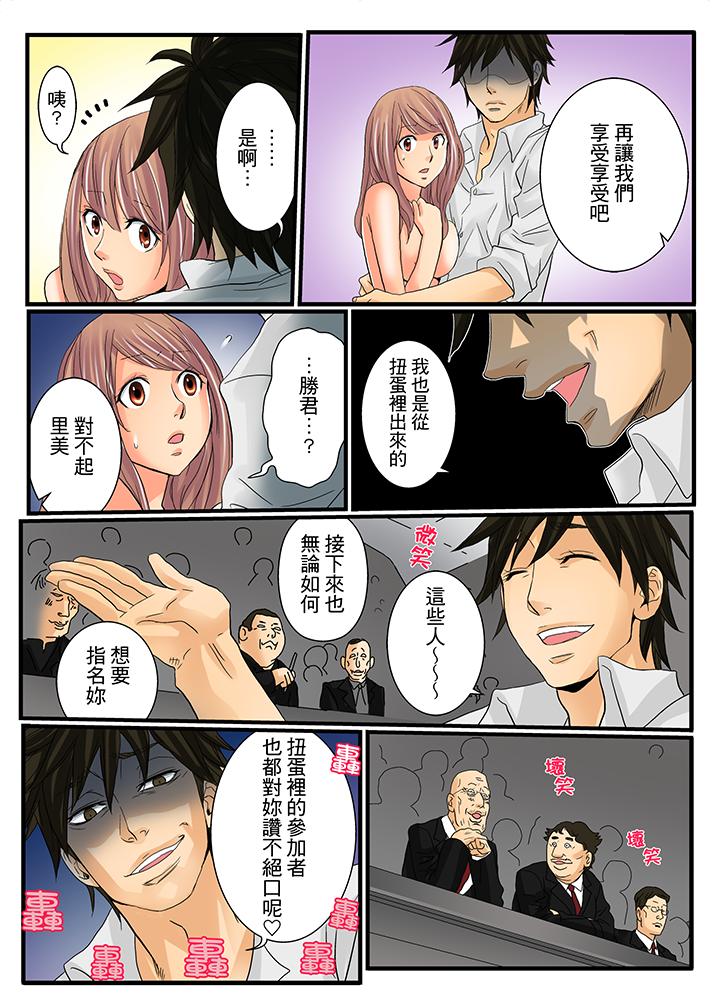 再讓我們
享受享受吧
……
是啊…
咦？
我也是從
扭蛋裡出來的
…勝君…？
對不起
里美
微笑
這些人～～～
接下來也
無論如何
想要
指名妳
壞笑
壞笑
扭蛋裡的參加者
也都對妳讚不絕口呢♡
轟
轟
轟
轟
轟
轟